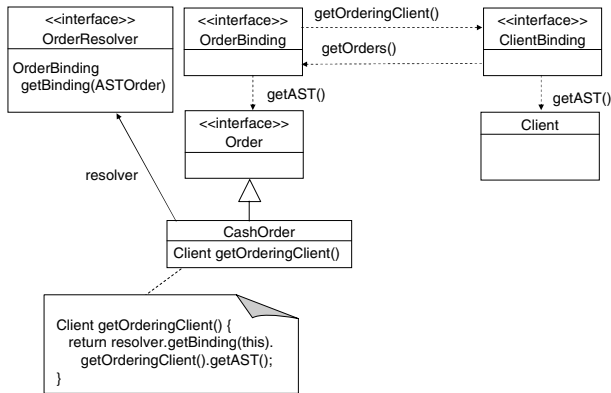 <<interface>>
OrderResolver
OrderBinding
getBinding(ASTOrder)
<<interface>>
OrderBinding
getOrderingClient()
getOrders()
<<interface>>
ClientBinding
getAST()
getAST()
<<interface>>
Order
Client
resolver
CashOrder
Client getOrderingClient()
Client getOrderingClient() {
return resolver.getBinding(this).
getOrderingClient().getAST();
}